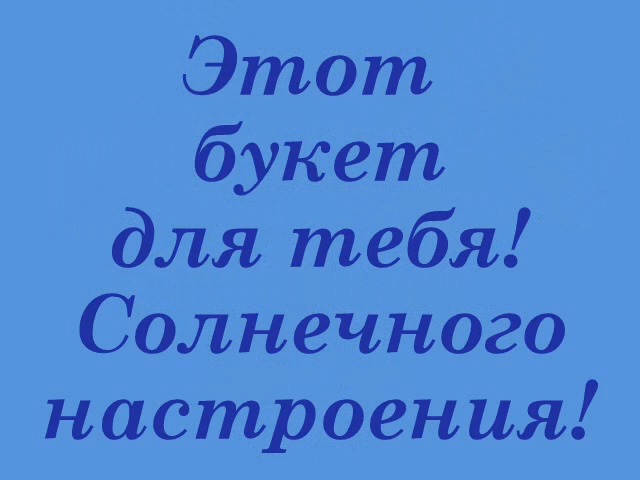 Этот
букет
для тебя!
Солнечного
настроения!